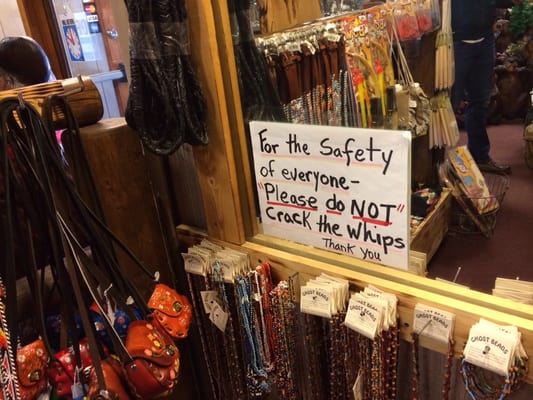 For the Safety
of everyone-
"Please do NOT"
Crack the whips
Thank you
GHOST BEADS
GHOST BEADS
GHOST BEADS
GHOST BEADS